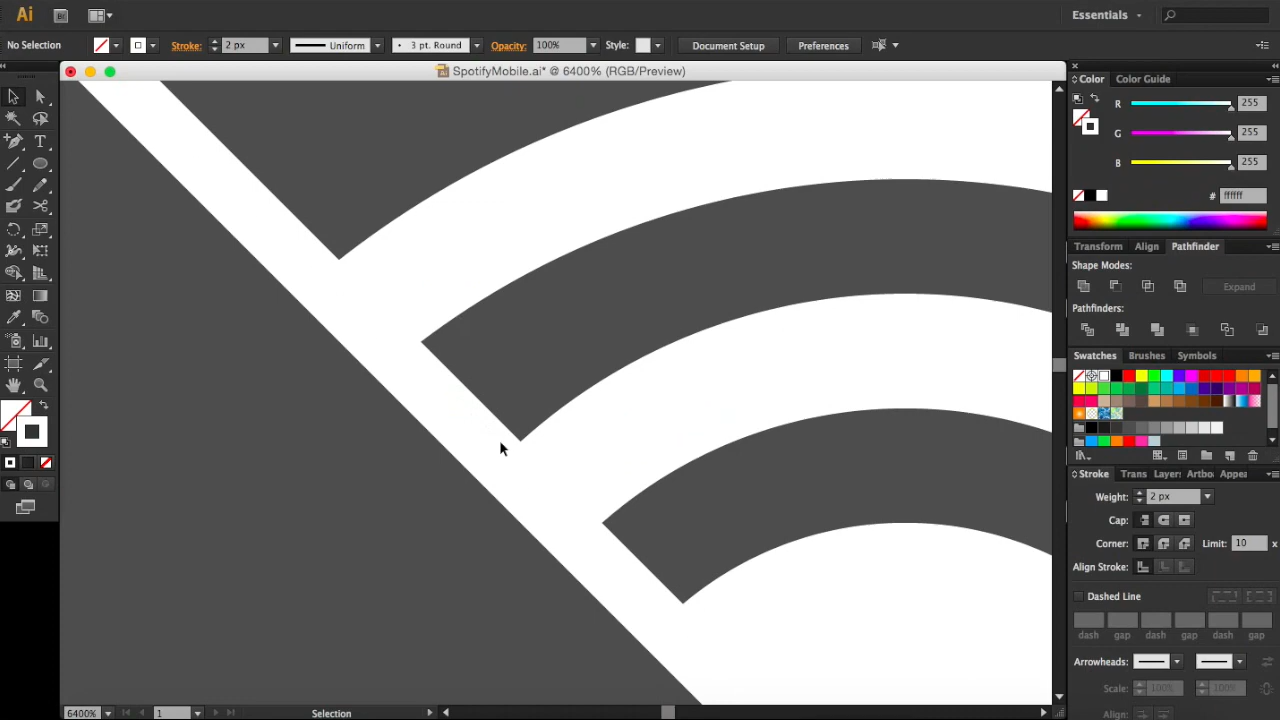 Ai Br Essentials
No Selection Stroke: 2 px Uniform 3 pt. Round Opacity: 100% Style: Document Setup Preferences
SpotifyMobile.ai* @ 6400% (RGB/Preview)
Color Color Guide
R 255
G 255
B 255
# ffffff
Transform Align Pathfinder
Shape Modes:
Expand
Pathfinders:
Swatches Brushes Symbols
Stroke Trans Layers Artbo Appea
Weight: 2 px
Cap:
Corner: Limit: 10 x
Align Stroke:
Dashed Line
dash gap dash gap dash gap
Arrowheads:
Scale: 100% 100%
Align:
6400% 1 Selection